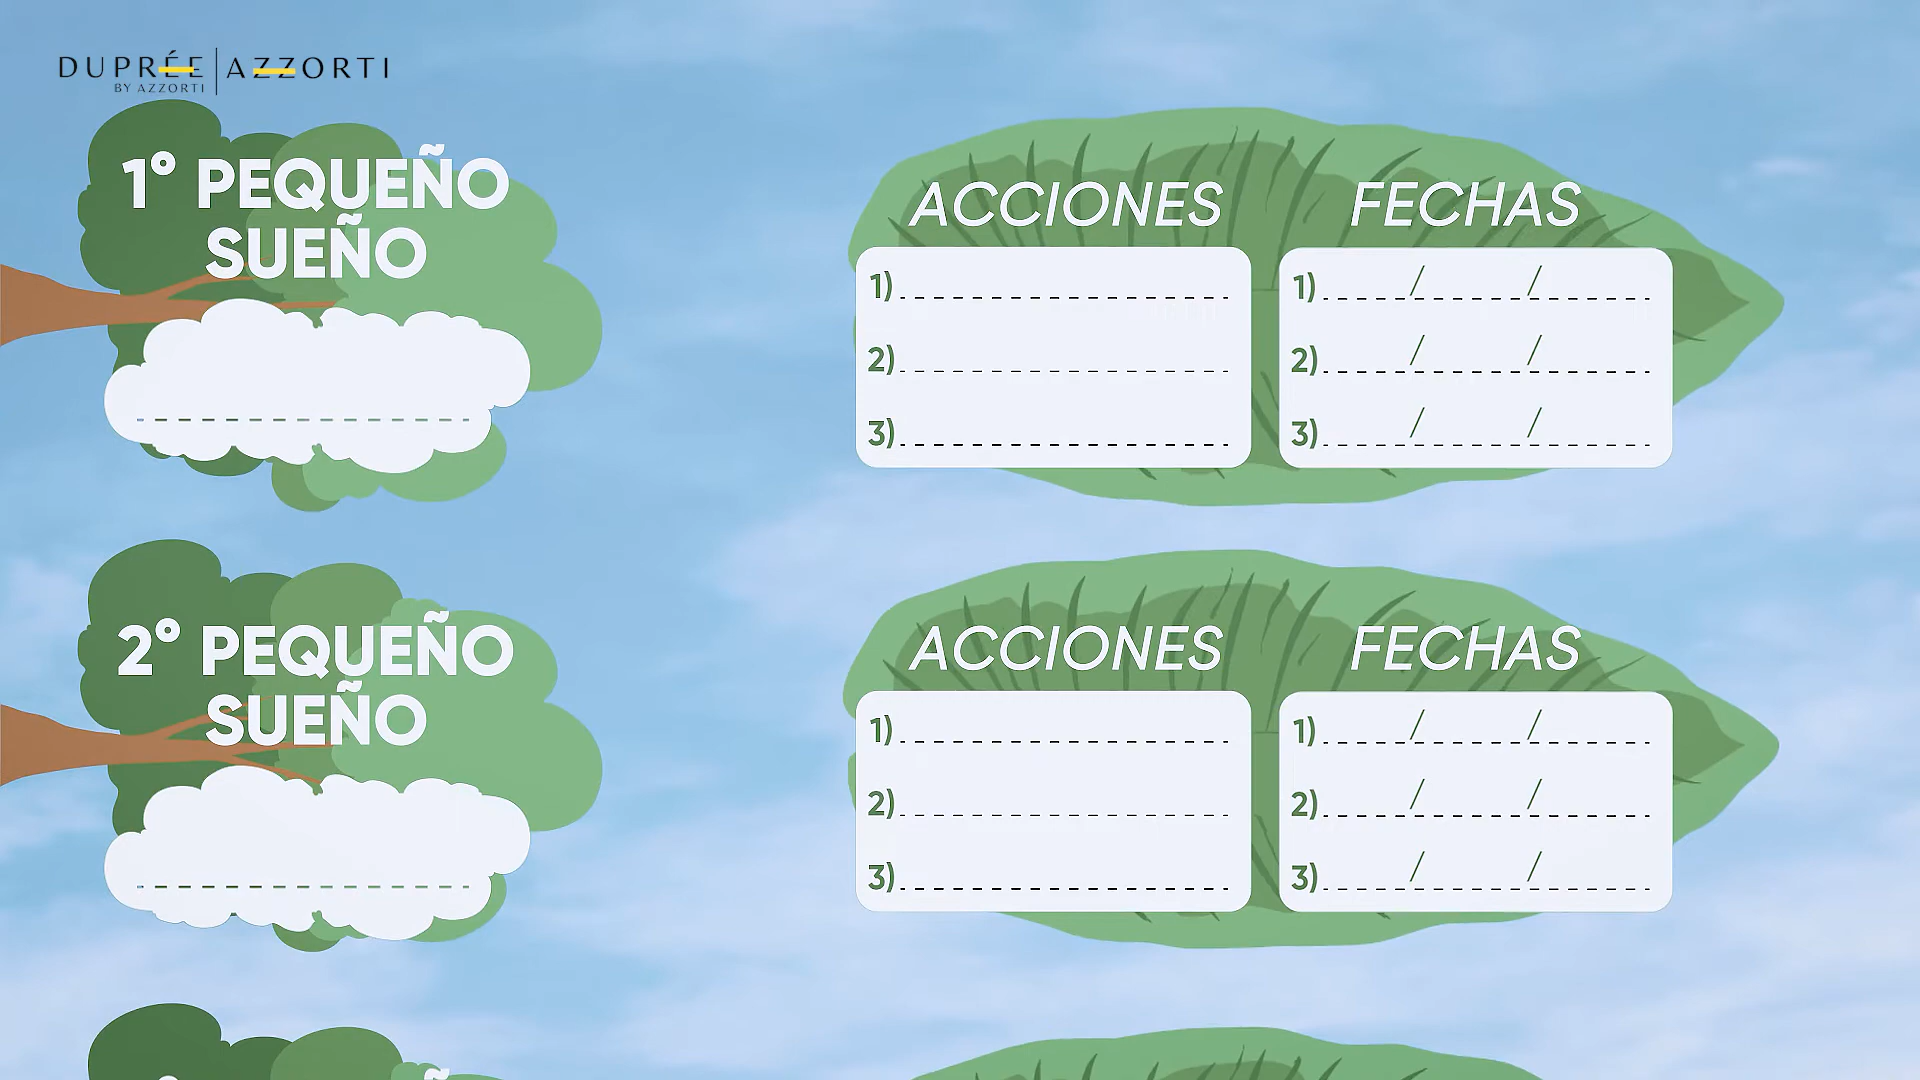 DUPRÉE | AZZORTI
BY AZZORTI
1° PEQUEÑO
SUEÑO
ACCIONES FECHAS
1) 1) / /
2) 2) / /
3) 3) / /
2° PEQUEÑO
SUEÑO
ACCIONES FECHAS
1) 1) / /
2) 2) / /
3) 3) / /